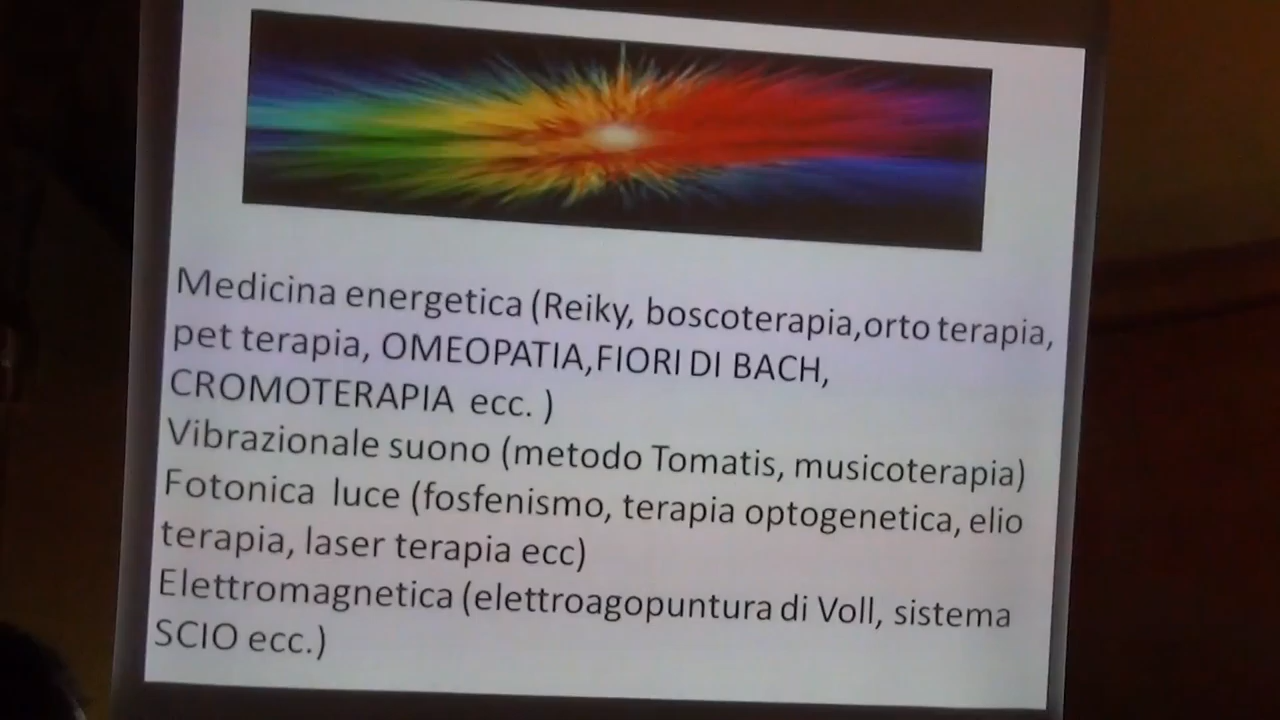 Medicina energetica (Reiky, boscoterapia,orto terapia,
pet terapia, OMEOPATIA,FIORI DI BACH,
CROMOTERAPIA ecc. )
Vibrazionale suono (metodo Tomatis, musicoterapia)
Fotonica luce (fosfenismo, terapia optogenetica, elio
terapia, laser terapia ecc)
Elettromagnetica (elettroagopuntura di Voll, sistema
SCIO ecc.)